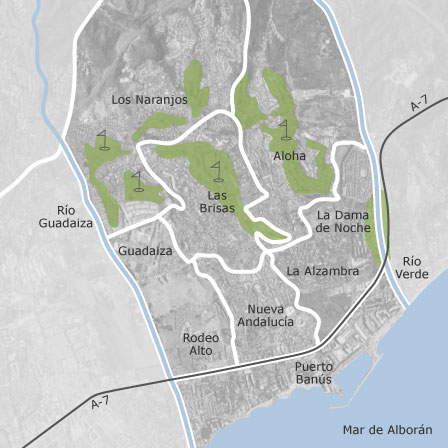 Los Naranjos
A-7
Aloha
Las
Brisas
Río
Guadaiza
La Dama
de Noche
Guadaíza
Río
Verde
La Alzambra
Nueva
Andalucía
Rodeo
Alto
Puerto
Banús
A-7
Mar de Alborán